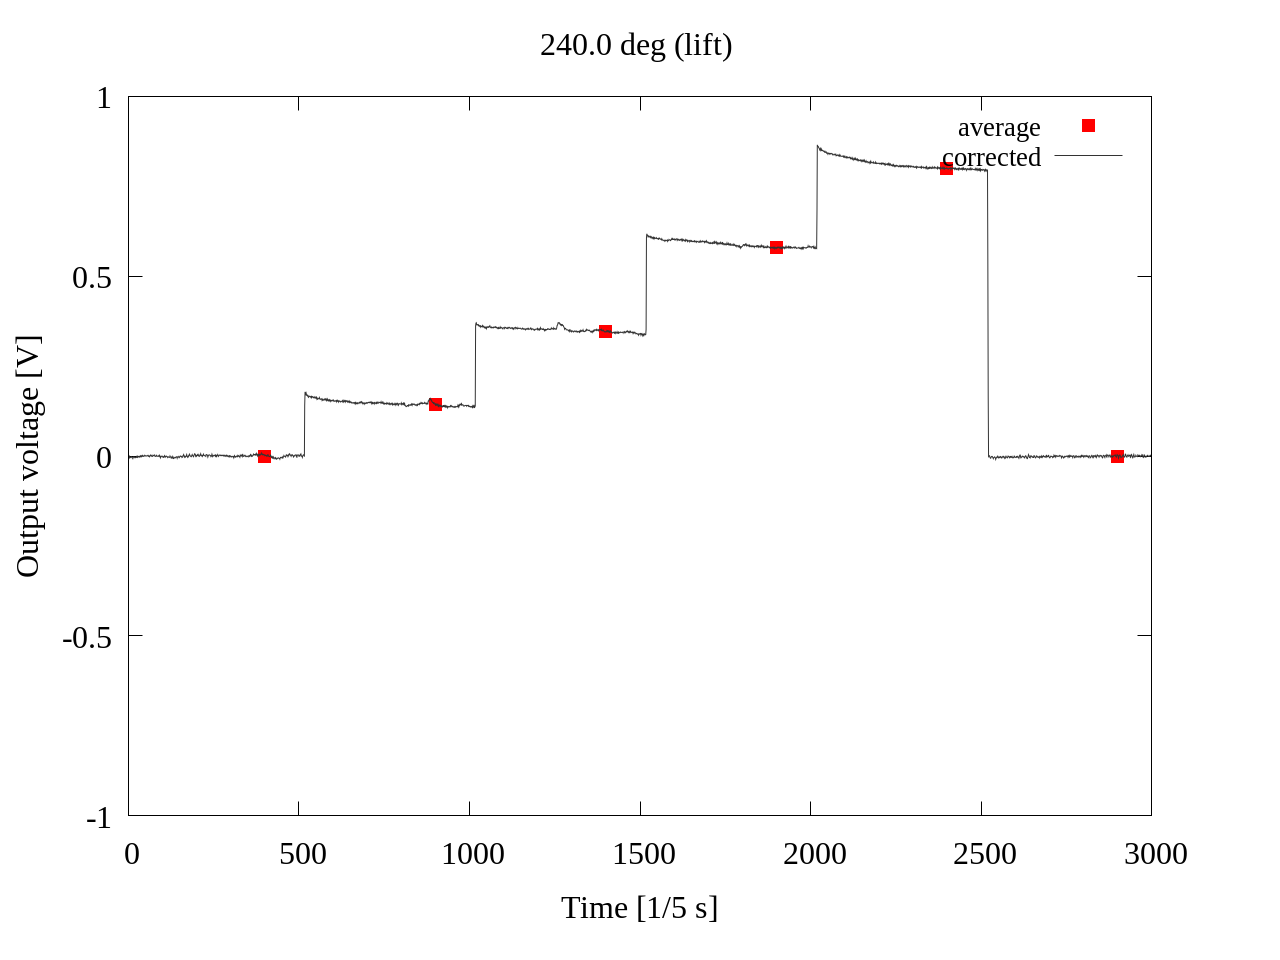 240.0 deg (lift)
average
corrected
1
0.5
0
-0.5
-1
Output voltage [V]
0 500 1000 1500 2000 2500 3000
Time [1/5 s]